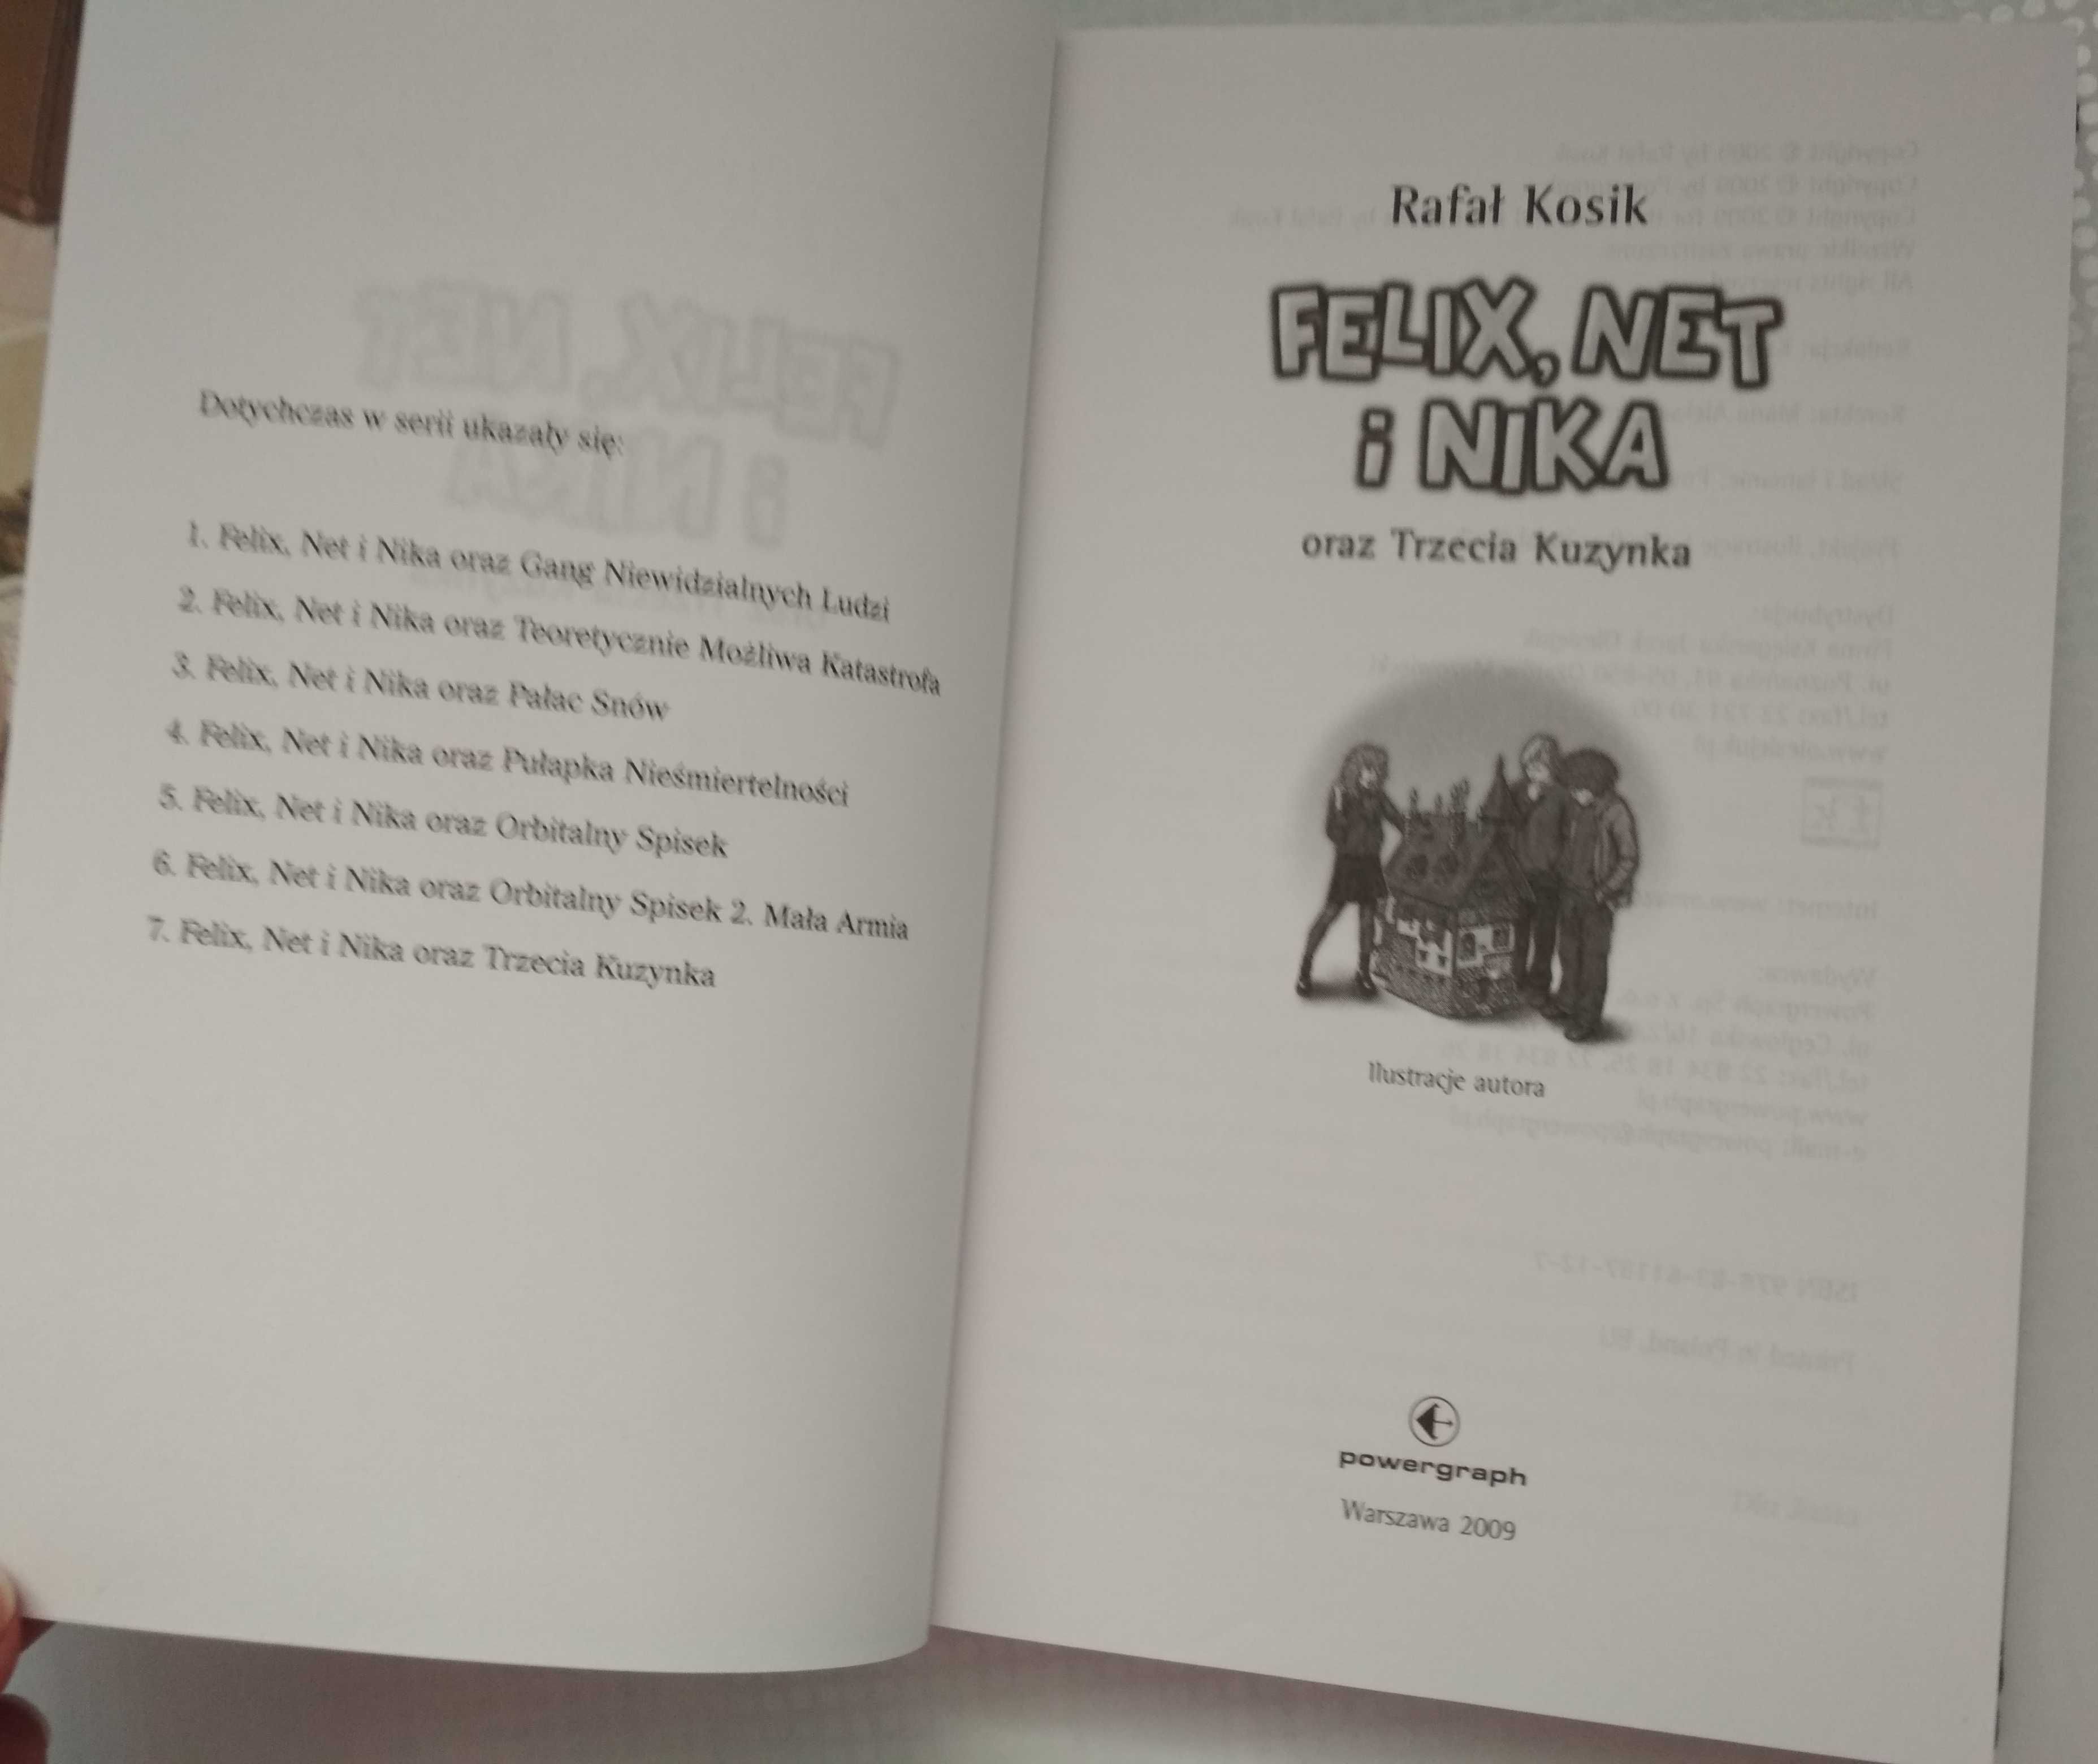 Dotychczas w serii ukazały się:
1. Felix, Net i Nika oraz Gang Niewidzialnych Ludzi
2. Felix, Net i Nika oraz Teoretycznie Możliwa Katastrofa
3. Felix, Net i Nika oraz Pałac Snów
4. Felix, Net i Nika oraz Pułapka Nieśmiertelności
5. Felix, Net i Nika oraz Orbitalny Spisek
6. Felix, Net i Nika oraz Orbitalny Spisek 2. Mała Armia
7. Felix, Net i Nika oraz Trzecia Kuzynka
Rafał Kosik
FELIX, NET
i NIKA
oraz Trzecia Kuzynka
Ilustracje autora
powergraph
Warszawa 2009